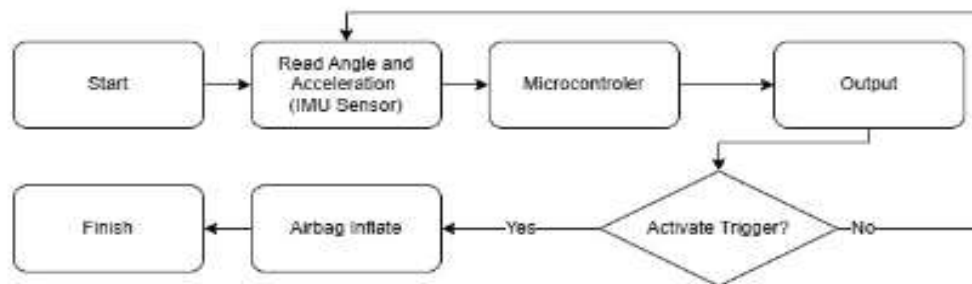 Start
Read Angle and
Acceleration
(IMU Sensor)
Microcontroler
Output
Finish
Airbag Inflate
Yes
Activate Trigger?
No